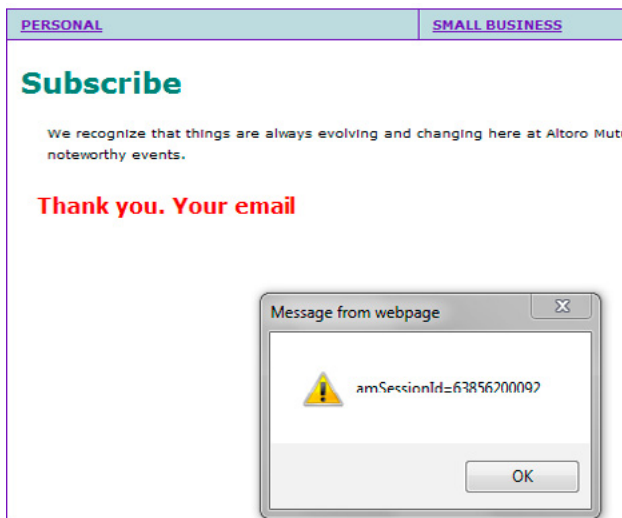 PERSONAL
SMALL BUSINESS
Subscribe
We recognize that things are always evolving and changing here at Altoro Mutu
noteworthy events.
Thank you. Your email
Message from webpage
amSessionId=63856200092
OK